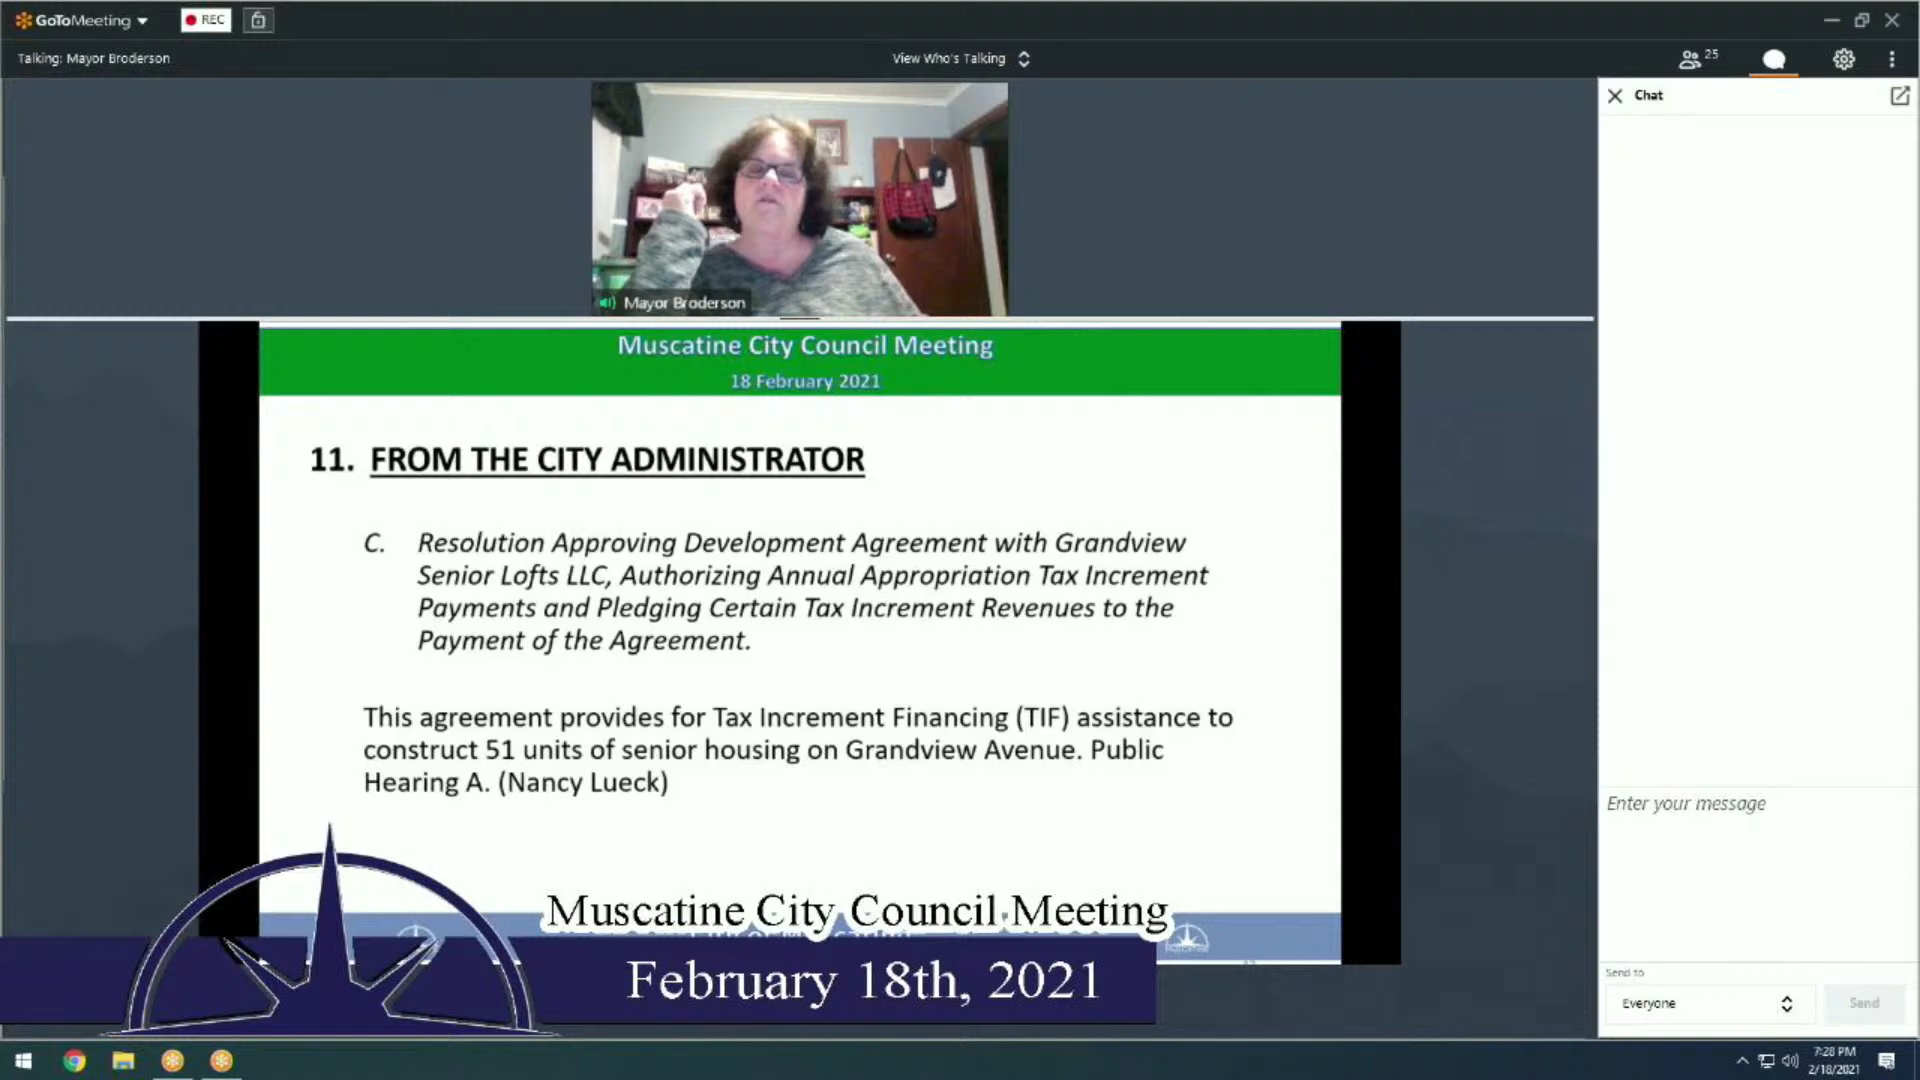 GoToMeeting
REC
Talking: Mayor Broderson
View Who's Talking
25
Chat
Mayor Broderson
Muscatine City Council Meeting
18 February 2021
11. FROM THE CITY ADMINISTRATOR
C. Resolution Approving Development Agreement with Grandview
Senior Lofts LLC, Authorizing Annual Appropriation Tax Increment
Payments and Pledging Certain Tax Increment Revenues to the
Payment of the Agreement.
This agreement provides for Tax Increment Financing (TIF) assistance to
construct 51 units of senior housing on Grandview Avenue. Public
Hearing A. (Nancy Lueck)
Muscatine City Council Meeting
February 18th, 2021
Enter your message
Send to
Everyone
Send
7:28 PM
2/18/2021